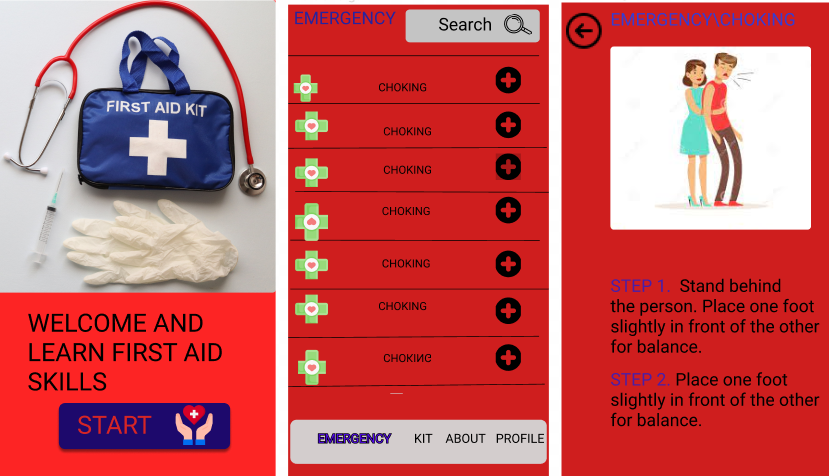 FIRST AID KIT
WELCOME AND
LEARN FIRST AID
SKILLS
START
EMERGENCY
Search
CHOKING
CHOKING
CHOKING
CHOKING
CHOKING
CHOKING
CHOKING
EMERGENCY KIT ABOUT PROFILE
EMERGENCY\CHOKING
STEP 1. Stand behind
the person. Place one foot
slightly in front of the other
for balance.
STEP 2. Place one foot
slightly in front of the other
for balance.